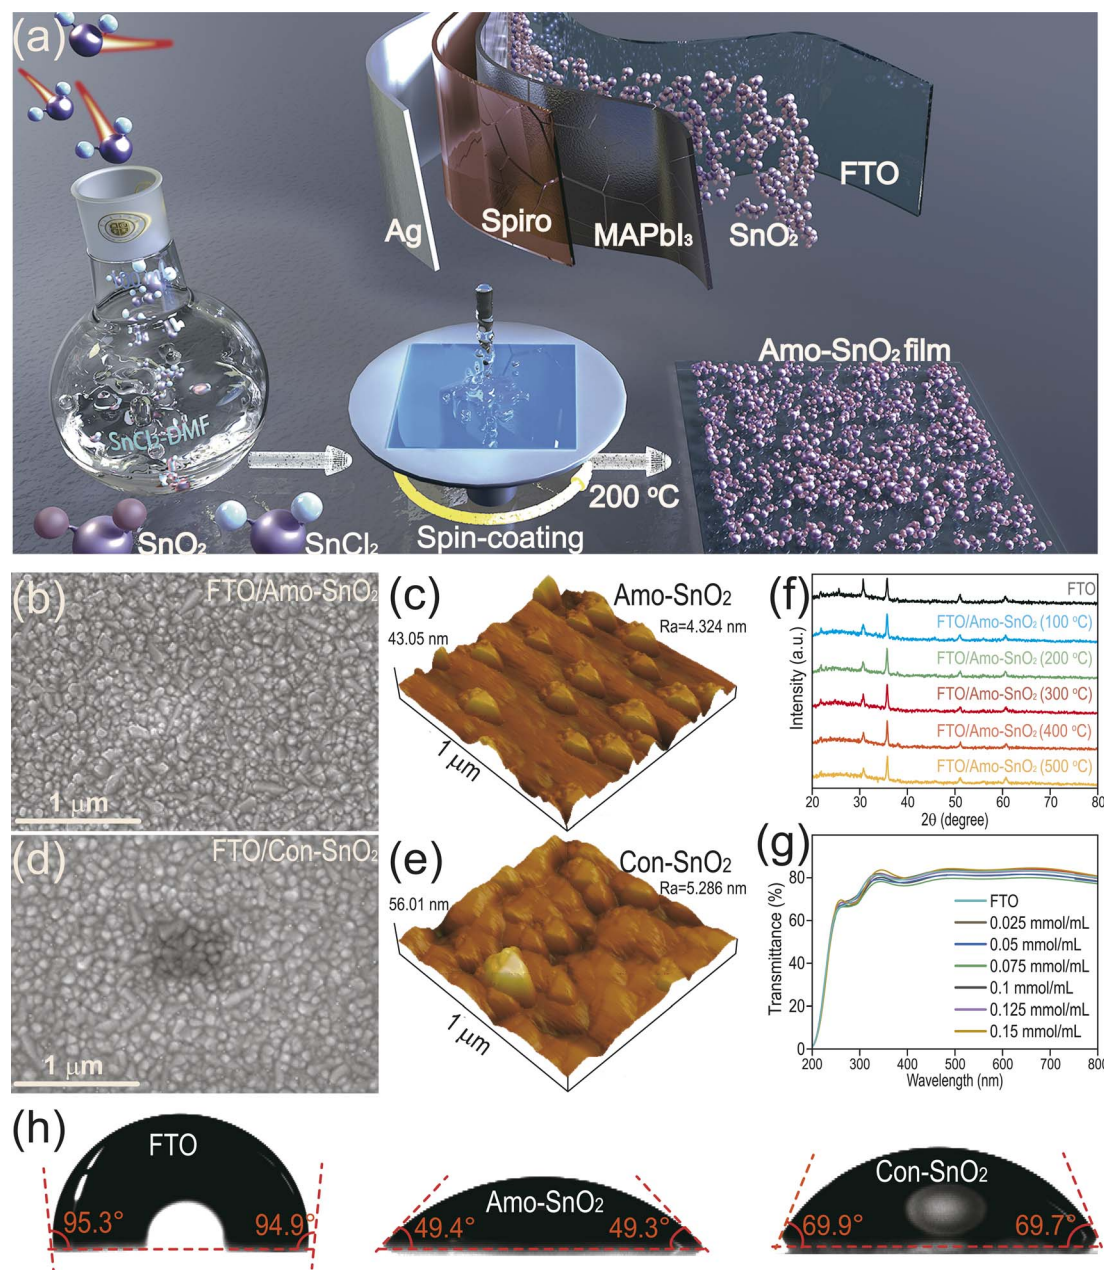 (a)
Ag
Spiro
MAPbI₃
SnO₂
FTO
Amo-SnO₂ film
SnCl₂-DMF
SnO₂
SnCl₂
Spin-coating
200 °C
(b)
FTO/Amo-SnO₂
1 μm
(c)
Amo-SnO₂
Ra=4.324 nm
43.05 nm
1 μm
(d)
FTO/Con-SnO₂
1 μm
(e)
Con-SnO₂
Ra=5.286 nm
56.01 nm
1 μm
(f)
Intensity (a.u.)
FTO
FTO/Amo-SnO₂ (100 °C)
FTO/Amo-SnO₂ (200 °C)
FTO/Amo-SnO₂ (300 °C)
FTO/Amo-SnO₂ (400 °C)
FTO/Amo-SnO₂ (500 °C)
20 30 40 50 60 70 80
2θ (degree)
(g)
Transmittance (%)
80
60
40
20
0
FTO
0.025 mmol/mL
0.05 mmol/mL
0.075 mmol/mL
0.1 mmol/mL
0.125 mmol/mL
0.15 mmol/mL
200 300 400 500 600 700 800
Wavelength (nm)
(h)
FTO
95.3° 94.9°
Amo-SnO₂
49.4° 49.3°
Con-SnO₂
69.9° 69.7°